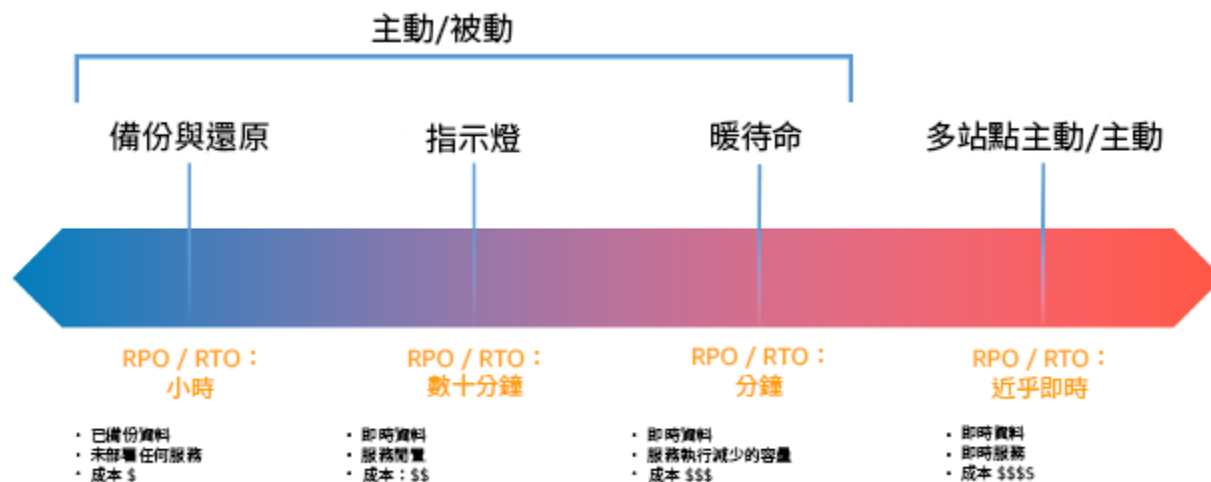 主動/被動
備份與還原
指示燈
暖待命
多站點主動/主動
RPO / RTO：
小時
RPO / RTO：
數十分鐘
RPO / RTO：
分鐘
RPO / RTO：
近乎即時
・ 已備份資料
・ 未部署任何服務
・ 成本 $
・ 即時資料
・ 服務閒置
・ 成本：$$
・ 即時資料
・ 服務執行減少的容量
・ 成本 $$$
・ 即時資料
・ 即時服務
・ 成本 $$$$